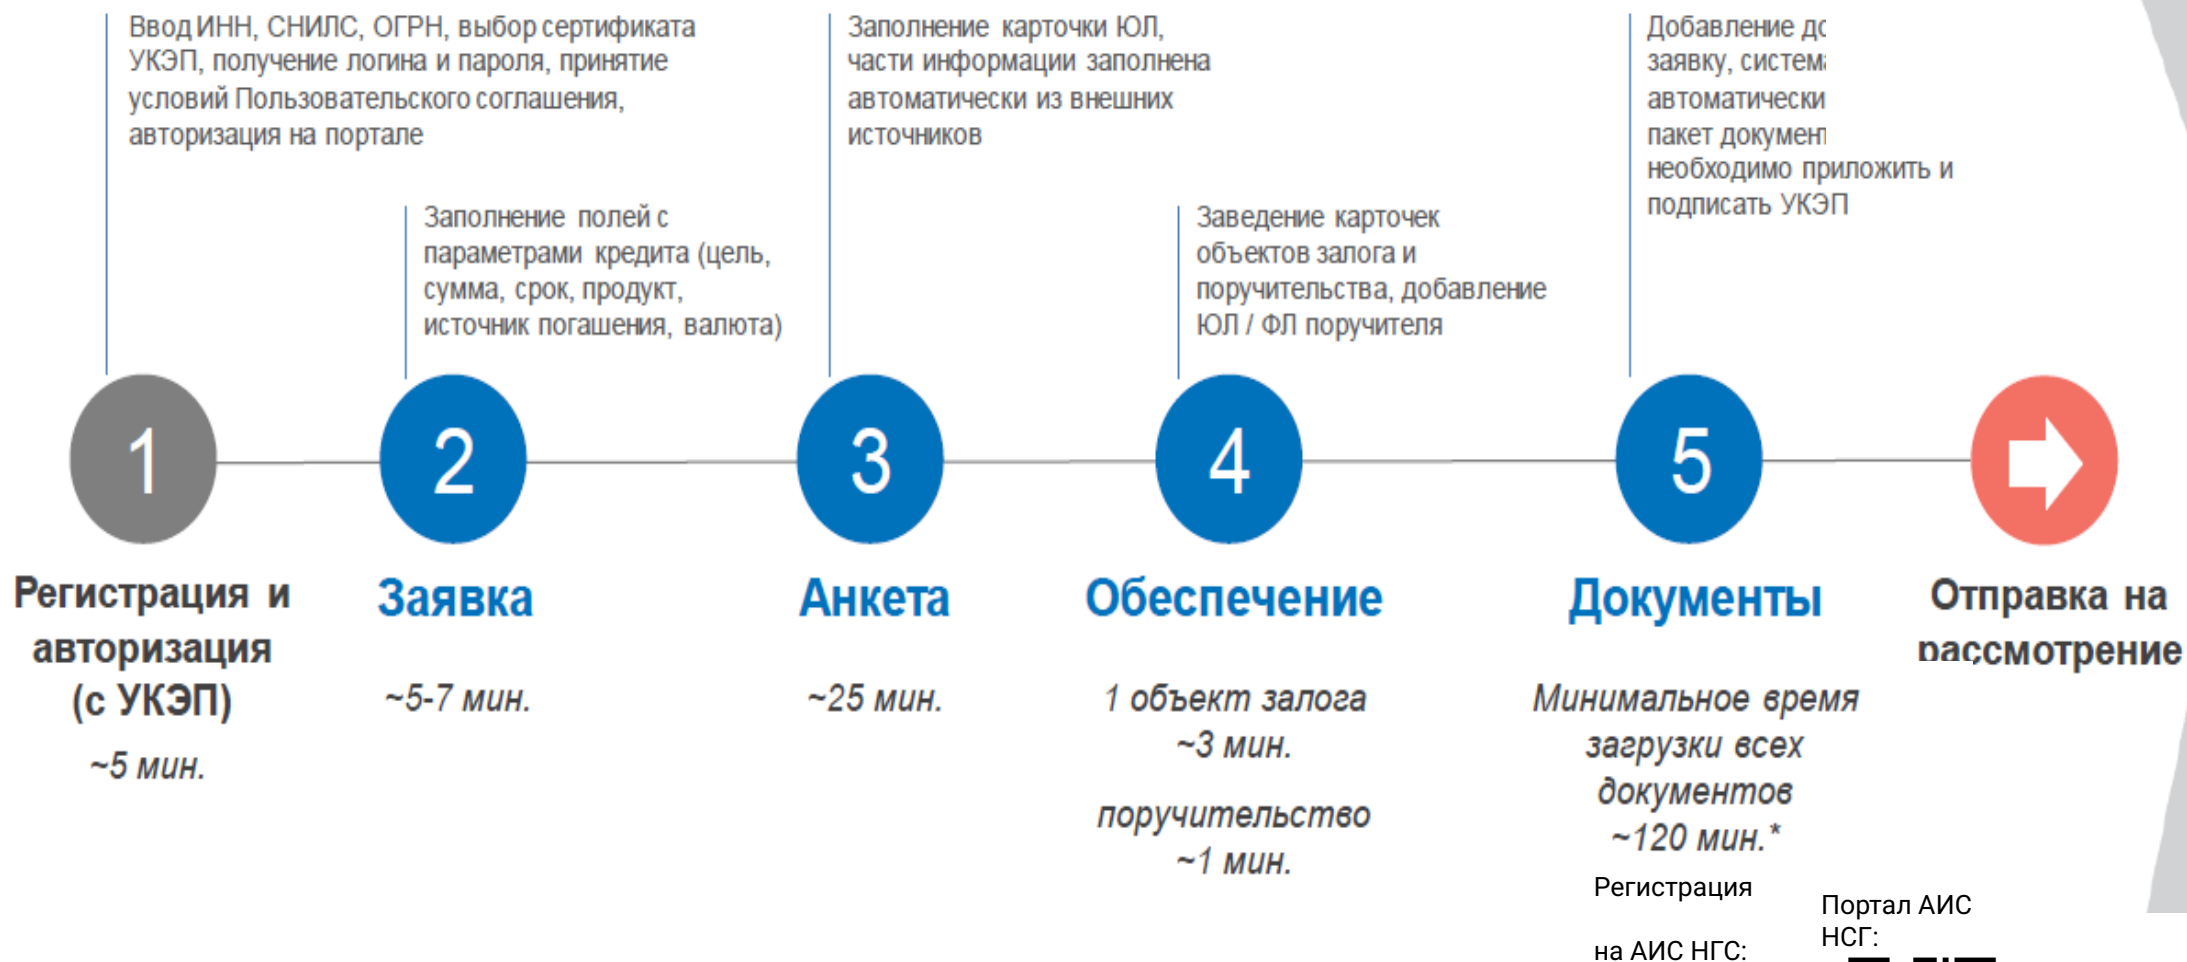 Ввод ИНН, СНИЛС, ОГРН, выбор сертификата
УКЭП, получение логина и пароля, принятие
условий Пользовательского соглашения,
авторизация на портале
Заполнение полей с
параметрами кредита (цель,
сумма, срок, продукт,
источник погашения, валюта)
Заполнение карточки ЮЛ,
части информации заполнена
автоматически из внешних
источников
Заведение карточек
объектов залога и
поручительства, добавление
ЮЛ / ФЛ поручителя
Добавление
заявку,
автоматически
пакет
необходимо приложить и
подписать УКЭП
1
2
3
4
5
Регистрация и
авторизация
(с УКЭП)
~5 мин.
Заявка
~5-7 мин.
Анкета
~25 мин.
Обеспечение
1 объект залога
~3 мин.
поручительство
~1 мин.
Документы
Минимальное время
загрузки всех
документов
~120 мин.*
Отправка на
рассмотрение
Регистрация
на АИС НГС:
Портал АИС
НСГ: